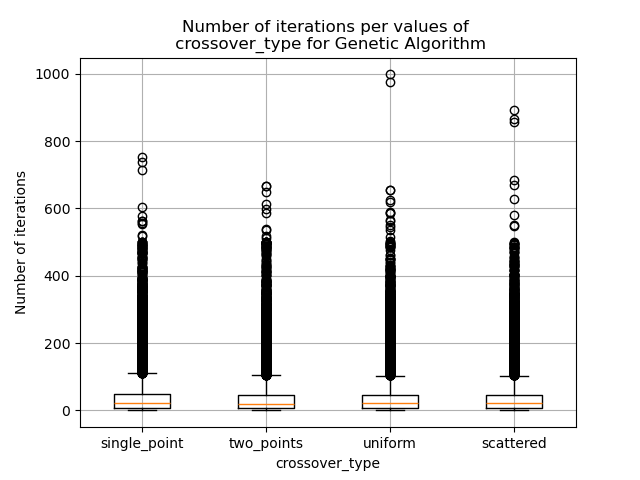 Number of iterations per values of
crossover_type for Genetic Algorithm
1000
800
600
400
200
0
Number of iterations
single_point two_points uniform scattered
crossover_type